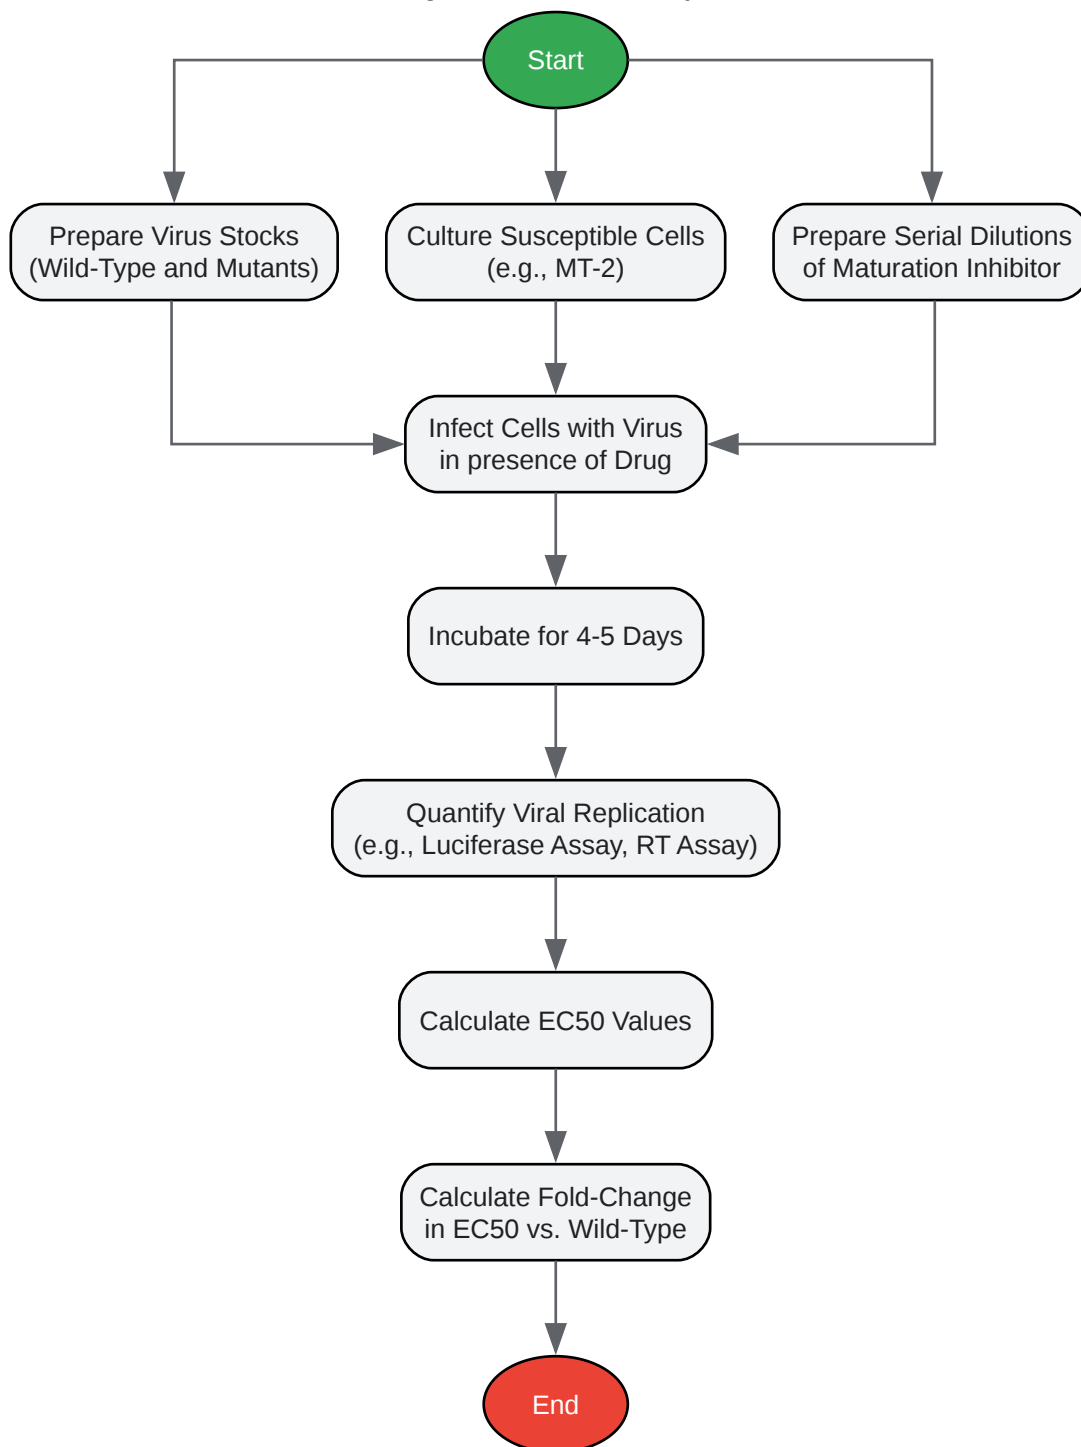 Start
Prepare Virus Stocks
(Wild-Type and Mutants)
Culture Susceptible Cells
(e.g., MT-2)
Prepare Serial Dilutions
of Maturation Inhibitor
Infect Cells with Virus
in presence of Drug
Incubate for 4-5 Days
Quantify Viral Replication
(e.g., Luciferase Assay, RT Assay)
Calculate EC50 Values
Calculate Fold-Change
in EC50 vs. Wild-Type
End